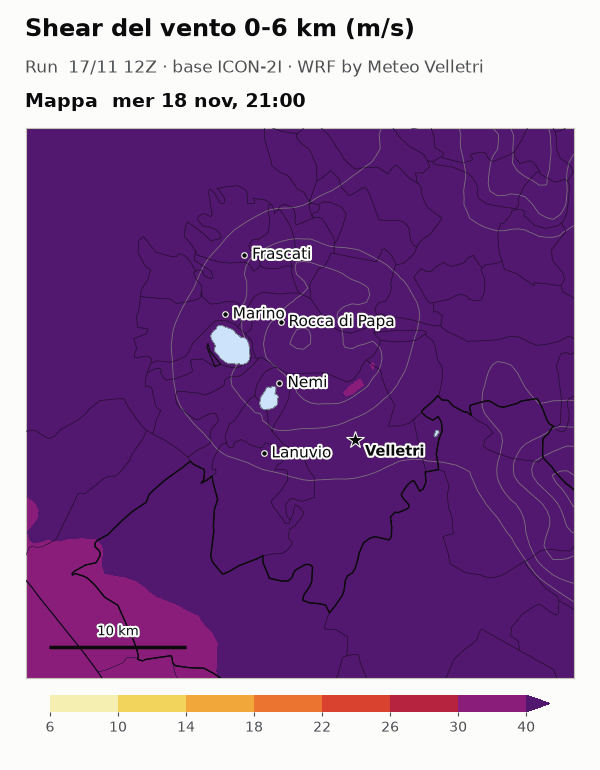 Shear del vento 0-6 km (m/s)
Run  17/11 12Z · base ICON-2I · WRF by Meteo Velletri
Mappa  mer 18 nov, 21:00
Frascati
Marino
Rocca di Papa
Nemi
Velletri
Lanuvio
10 km
6 10 14 18 22 26 30 40